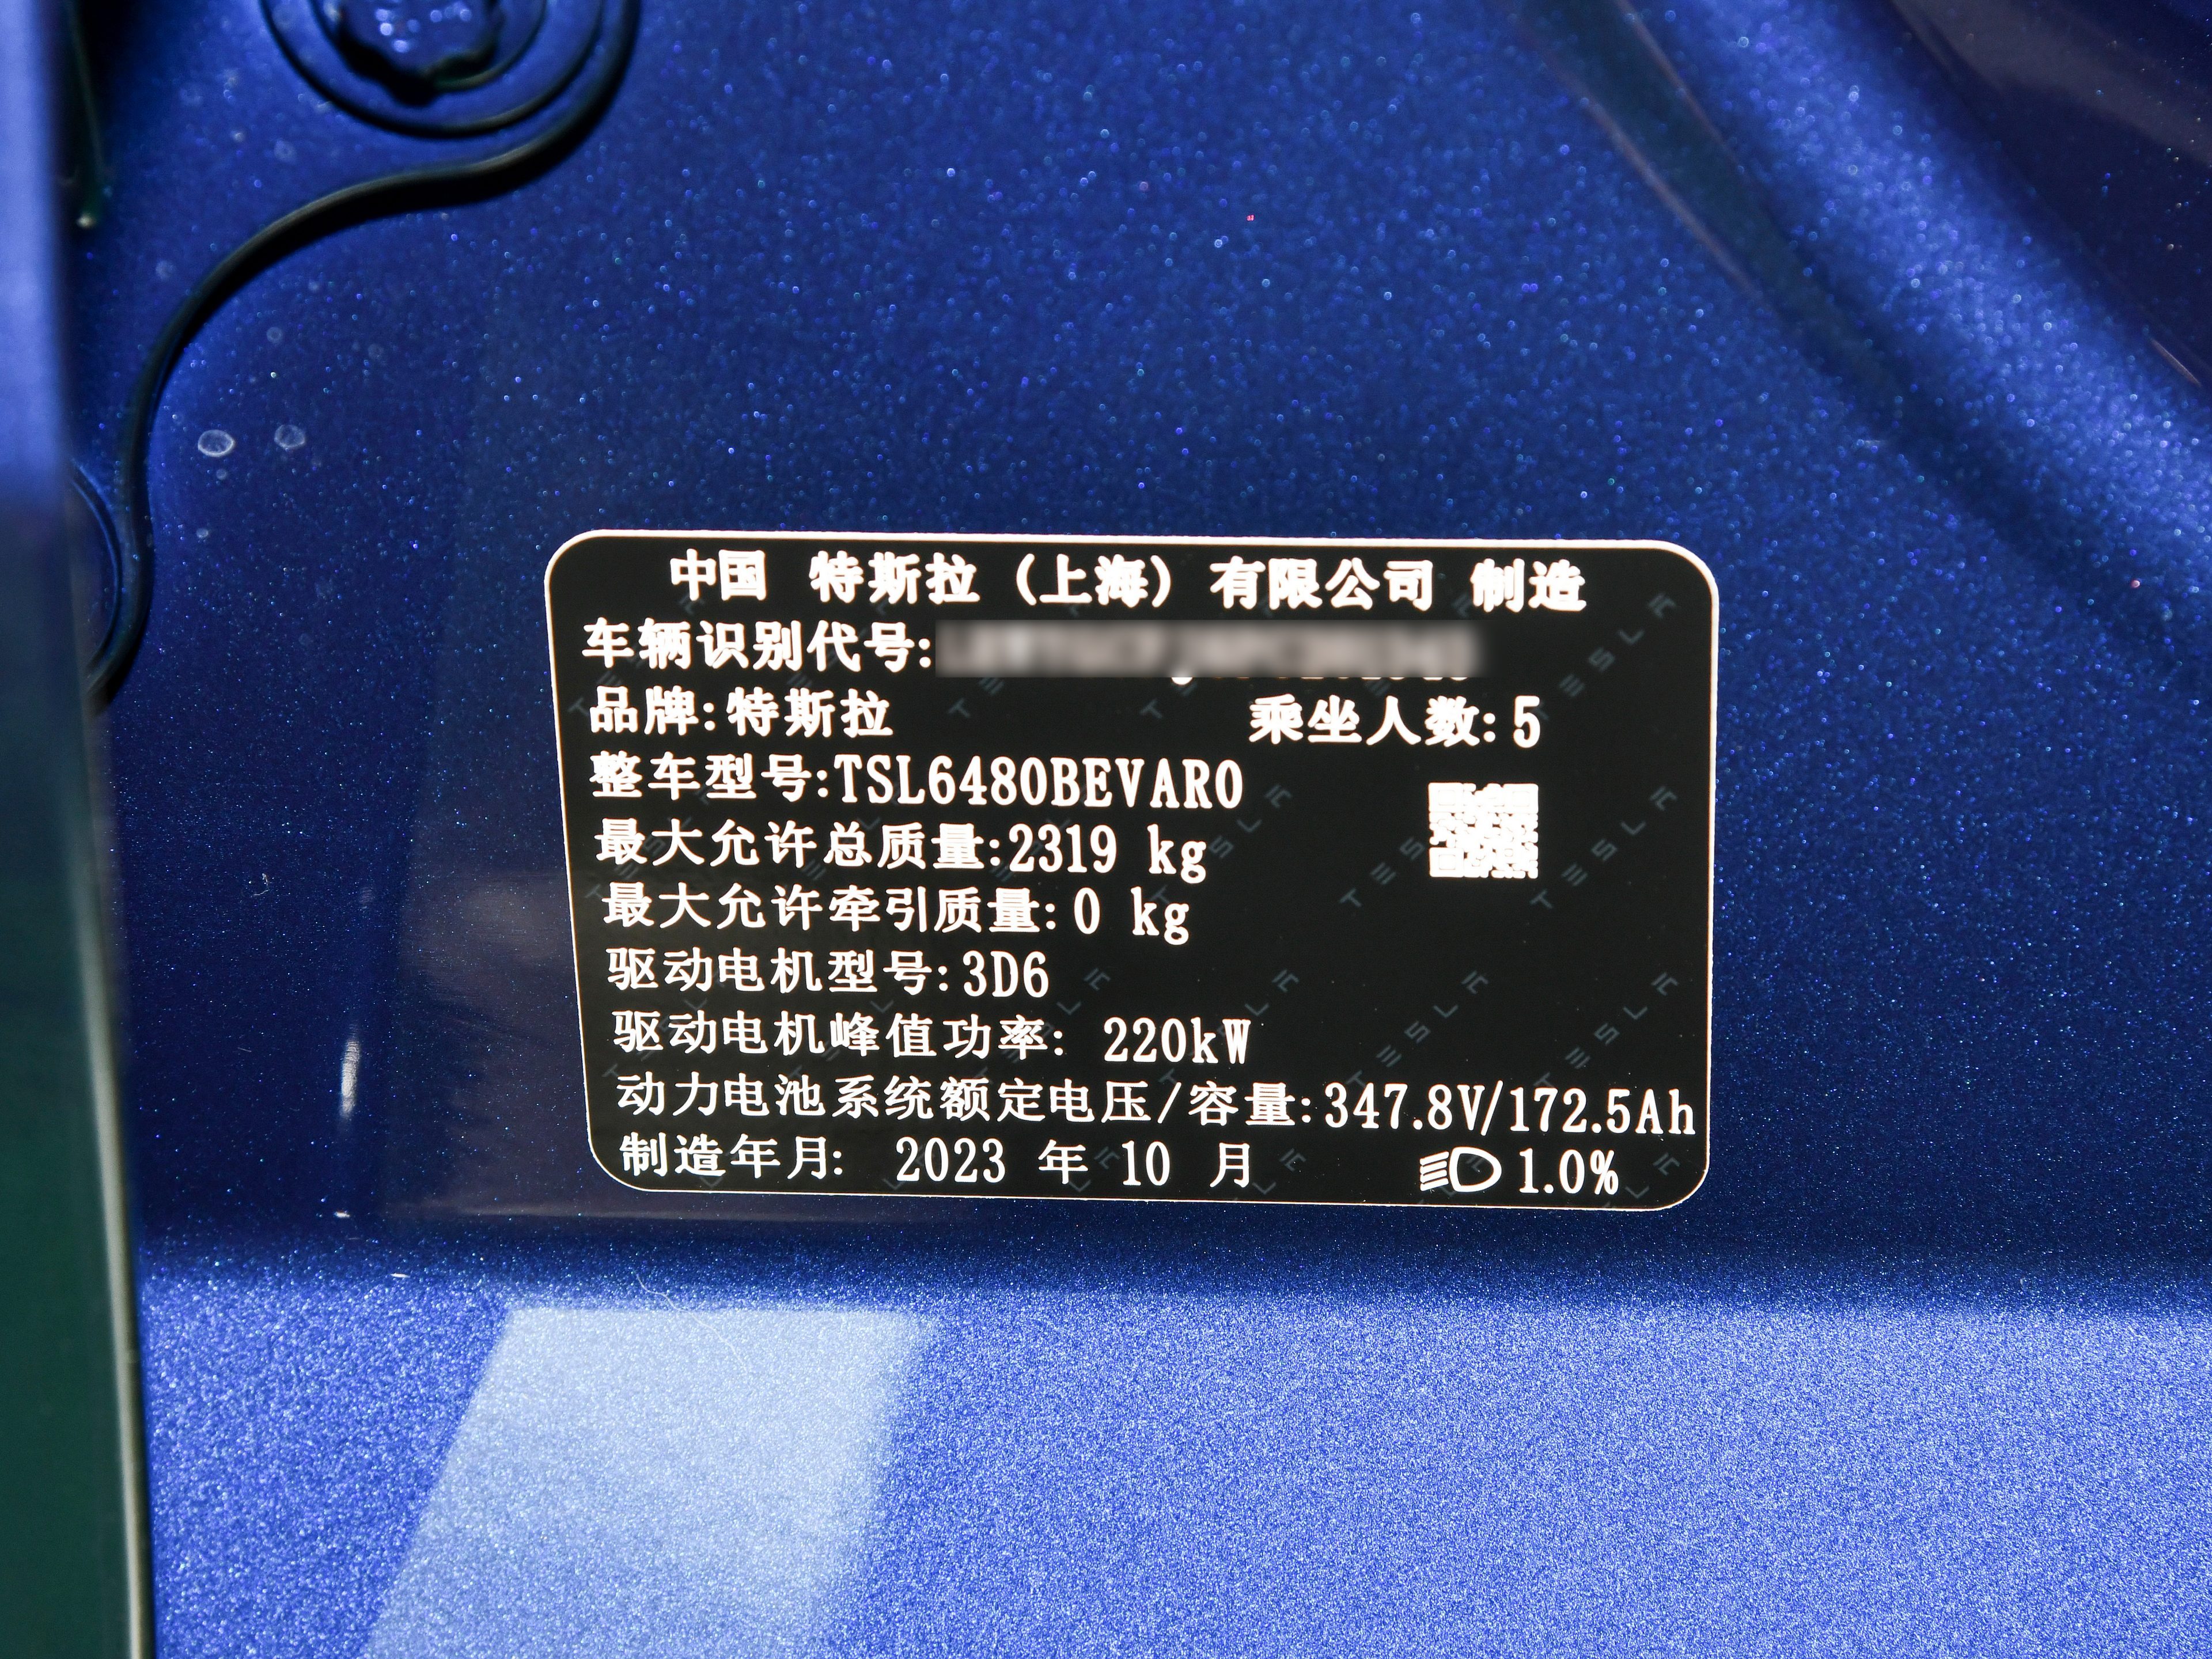 中国 特斯拉（上海）有限公司 制造
车辆识别代号:
品牌:特斯拉 乘坐人数:5
整车型号:TSL6480BEVAR0
最大允许总质量:2319 kg
最大允许牵引质量:0 kg
驱动电机型号:3D6
驱动电机峰值功率: 220kW
动力电池系统额定电压/容量:347.8V/172.5Ah
制造年月: 2023 年 10 月 1.0%
TESLA